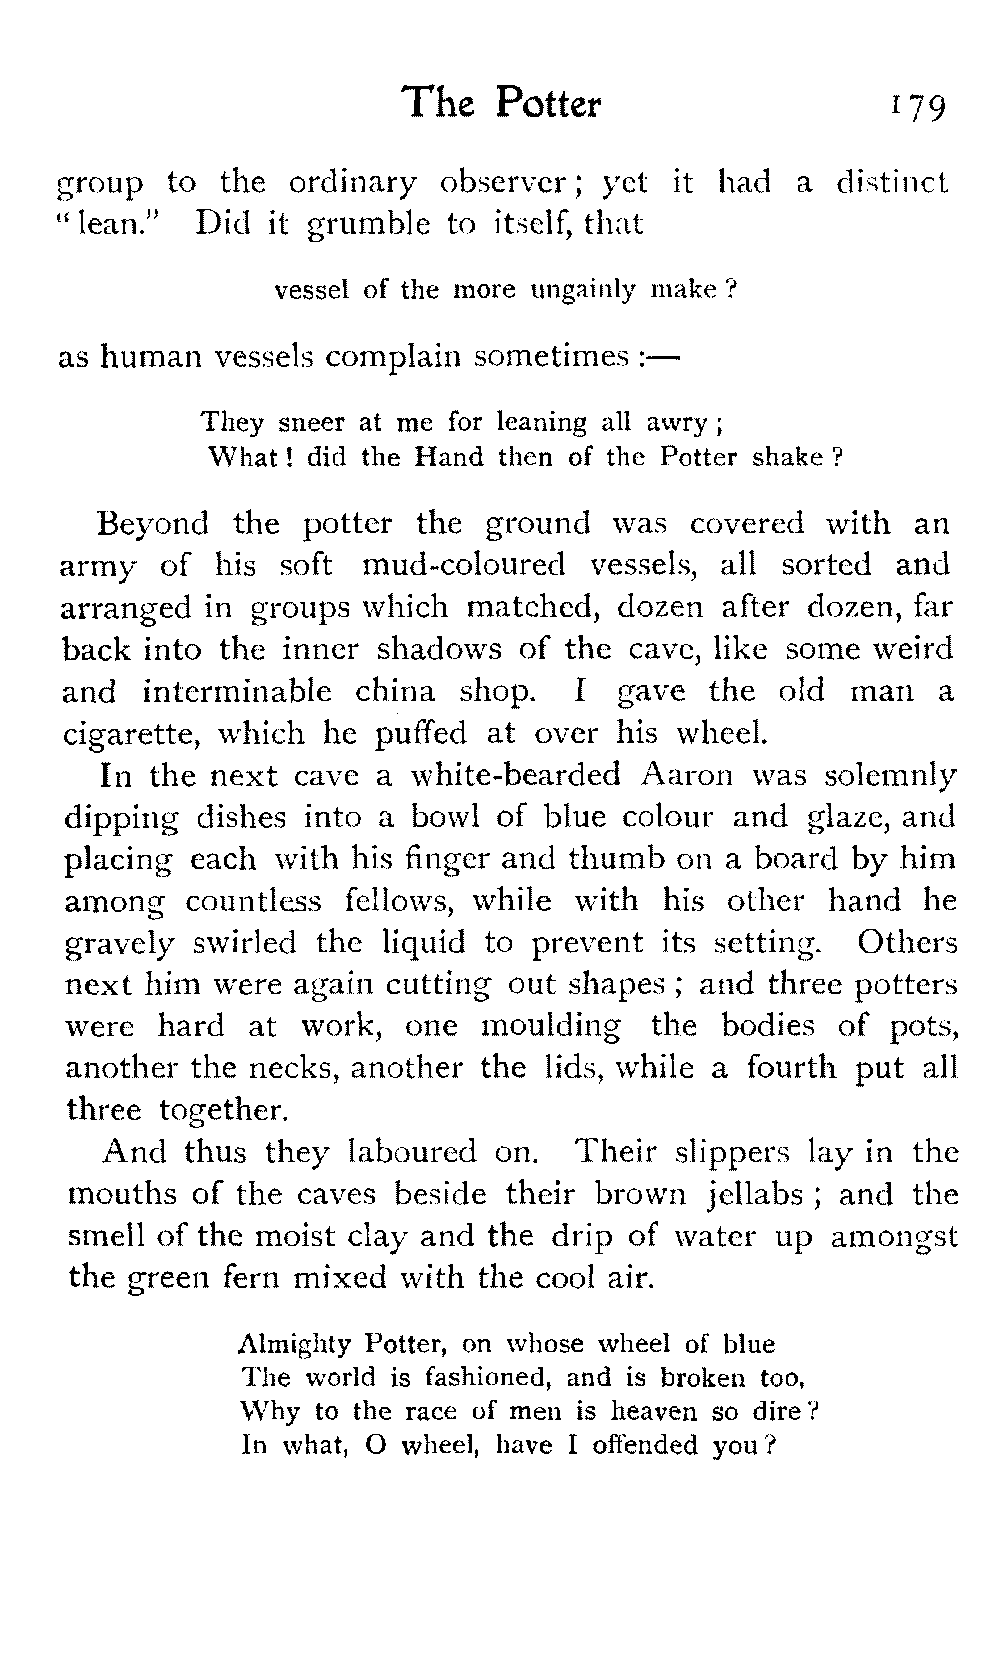 The Potter 179
group to the ordinary observer; yet it had a distinct
"lean." Did it grumble to itself, that
vessel of the more ungainly make?
as human vessels complain sometimes:—
They sneer at me for leaning all awry;
What! did the Hand then of the Potter shake?
Beyond the potter the ground was covered with an
army of his soft mud-coloured vessels, all sorted and
arranged in groups which matched, dozen after dozen, far
back into the inner shadows of the cave, like some weird
and interminable china shop. I gave the old man a
cigarette, which he puffed at over his wheel.
In the next cave a white-bearded Aaron was solemnly
dipping dishes into a bowl of blue colour and glaze, and
placing each with his finger and thumb on a board by him
among countless fellows, while with his other hand he
gravely swirled the liquid to prevent its setting. Others
next him were again cutting out shapes; and three potters
were hard at work, one moulding the bodies of pots,
another the necks, another the lids, while a fourth put all
three together.
And thus they laboured on. Their slippers lay in the
mouths of the caves beside their brown jellabs; and the
smell of the moist clay and the drip of water up amongst
the green fern mixed with the cool air.
Almighty Potter, on whose wheel of blue
The world is fashioned, and is broken too,
Why to the race of men is heaven so dire?
In what, O wheel, have I offended you?